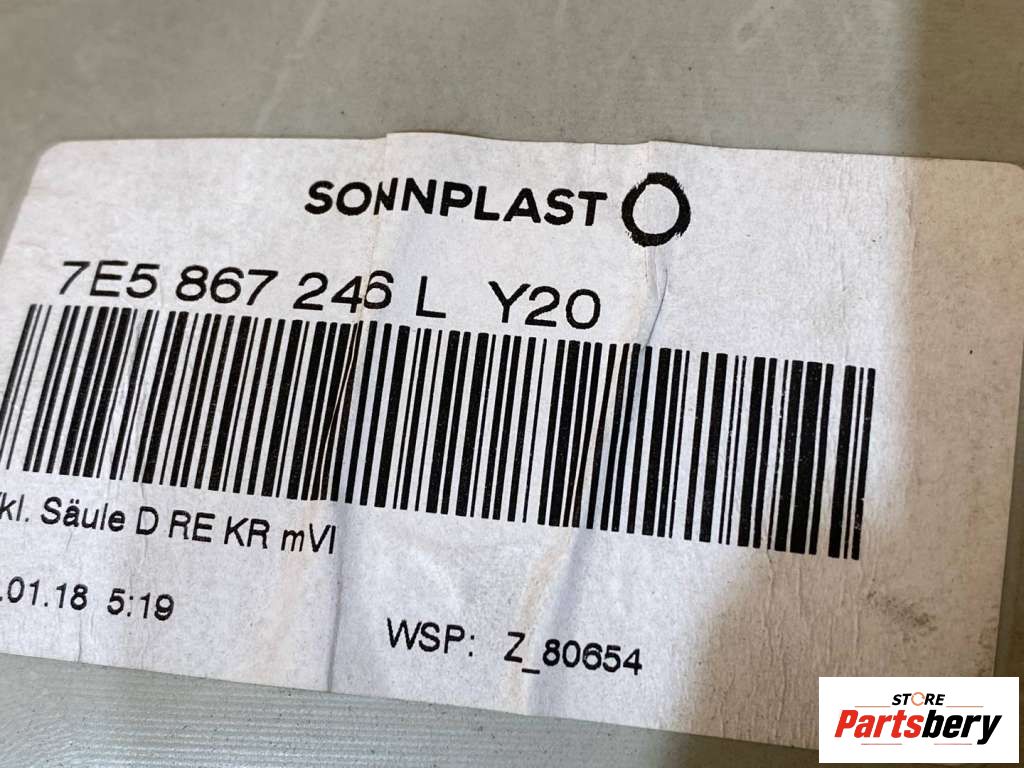 SONNPLAST
7E5 867 246 L Y20
kl. Säule D RE KR mVI
.01.18 5:19
WSP: Z_80654
STORE
Partsbery